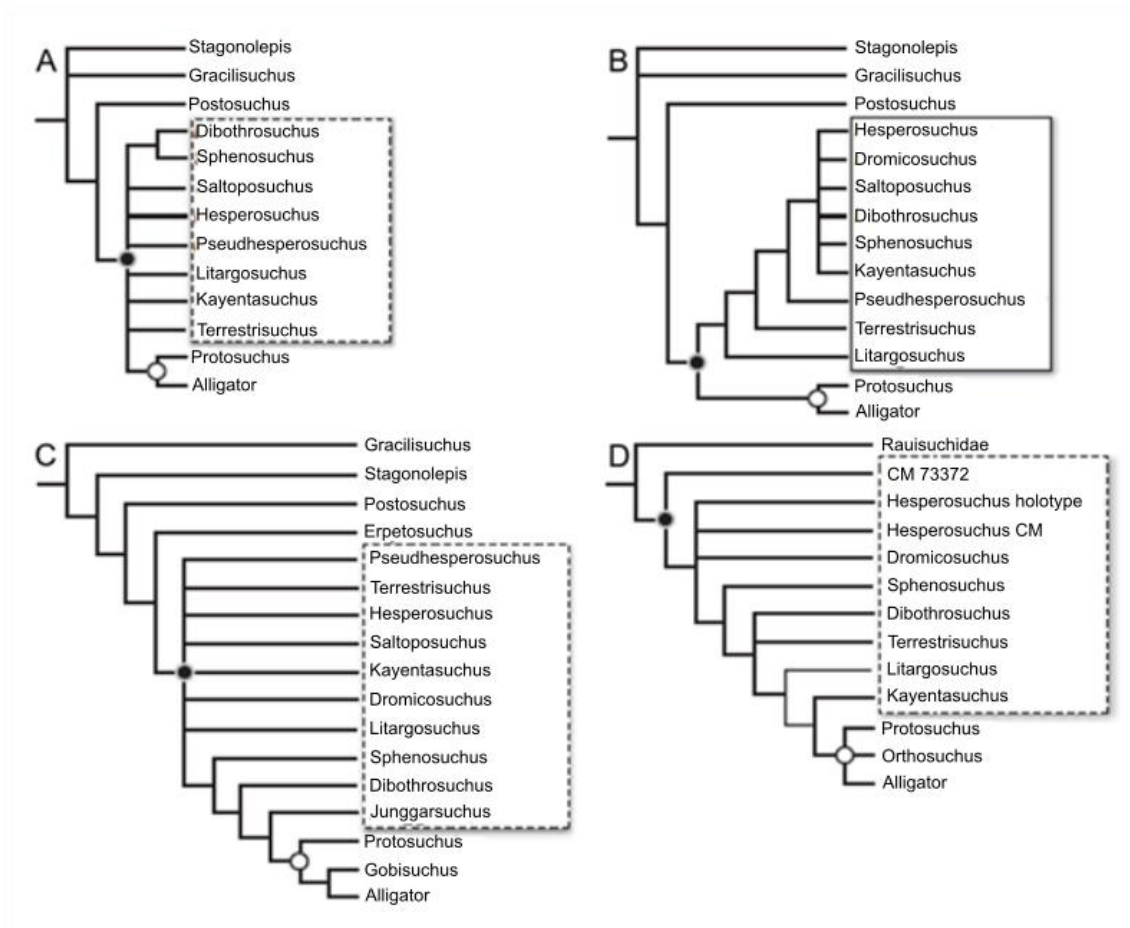 A
Stagonolepis
Gracilisuchus
Postosuchus
Dibothrosuchus
Sphenosuchus
Saltoposuchus
Hesperosuchus
Pseudhesperosuchus
Litargosuchus
Kayentasuchus
Terrestrisuchus
Protosuchus
Alligator
B
Stagonolepis
Gracilisuchus
Postosuchus
Hesperosuchus
Dromicosuchus
Saltoposuchus
Dibothrosuchus
Sphenosuchus
Kayentasuchus
Pseudhesperosuchus
Terrestrisuchus
Litargosuchus
Protosuchus
Alligator
C
Gracilisuchus
Stagonolepis
Postosuchus
Erpetosuchus
Pseudhesperosuchus
Terrestrisuchus
Hesperosuchus
Saltoposuchus
Kayentasuchus
Dromicosuchus
Litargosuchus
Sphenosuchus
Dibothrosuchus
Junggarsuchus
Protosuchus
Gobisuchus
Alligator
D
Rauisuchidae
CM 73372
Hesperosuchus holotype
Hesperosuchus CM
Dromicosuchus
Sphenosuchus
Dibothrosuchus
Terrestrisuchus
Litargosuchus
Kayentasuchus
Protosuchus
Orthosuchus
Alligator